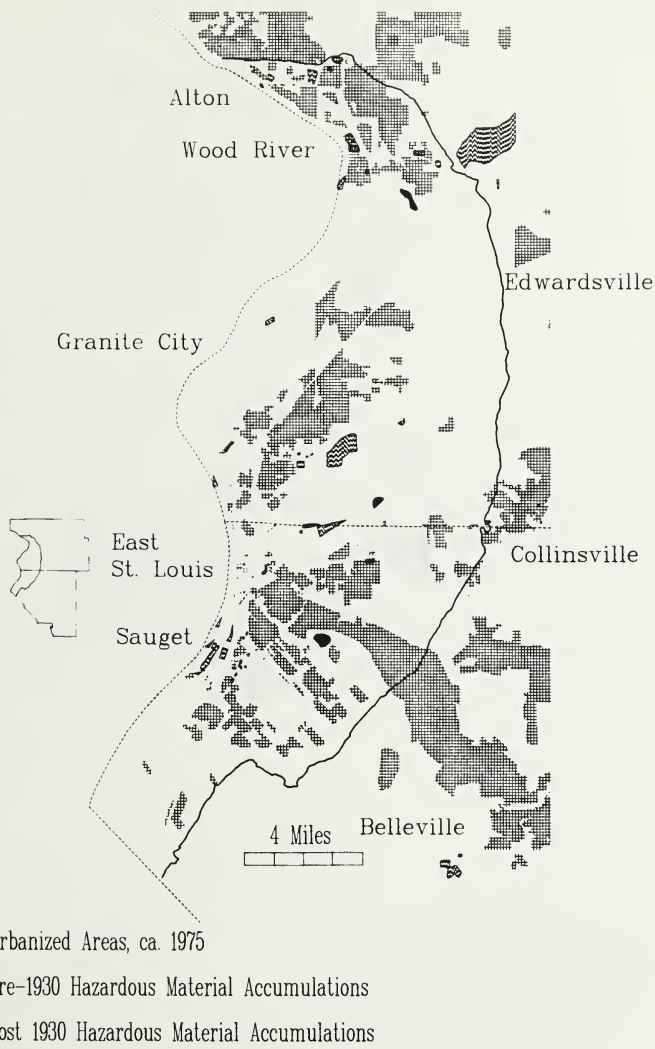 Alton
Wood River
Edwardsville
Granite City
East
St. Louis
Collinsville
Sauget
4 Miles
Belleville
rbanized Areas, ca. 1975
re-1930 Hazardous Material Accumulations
ost 1930 Hazardous Material Accumulations